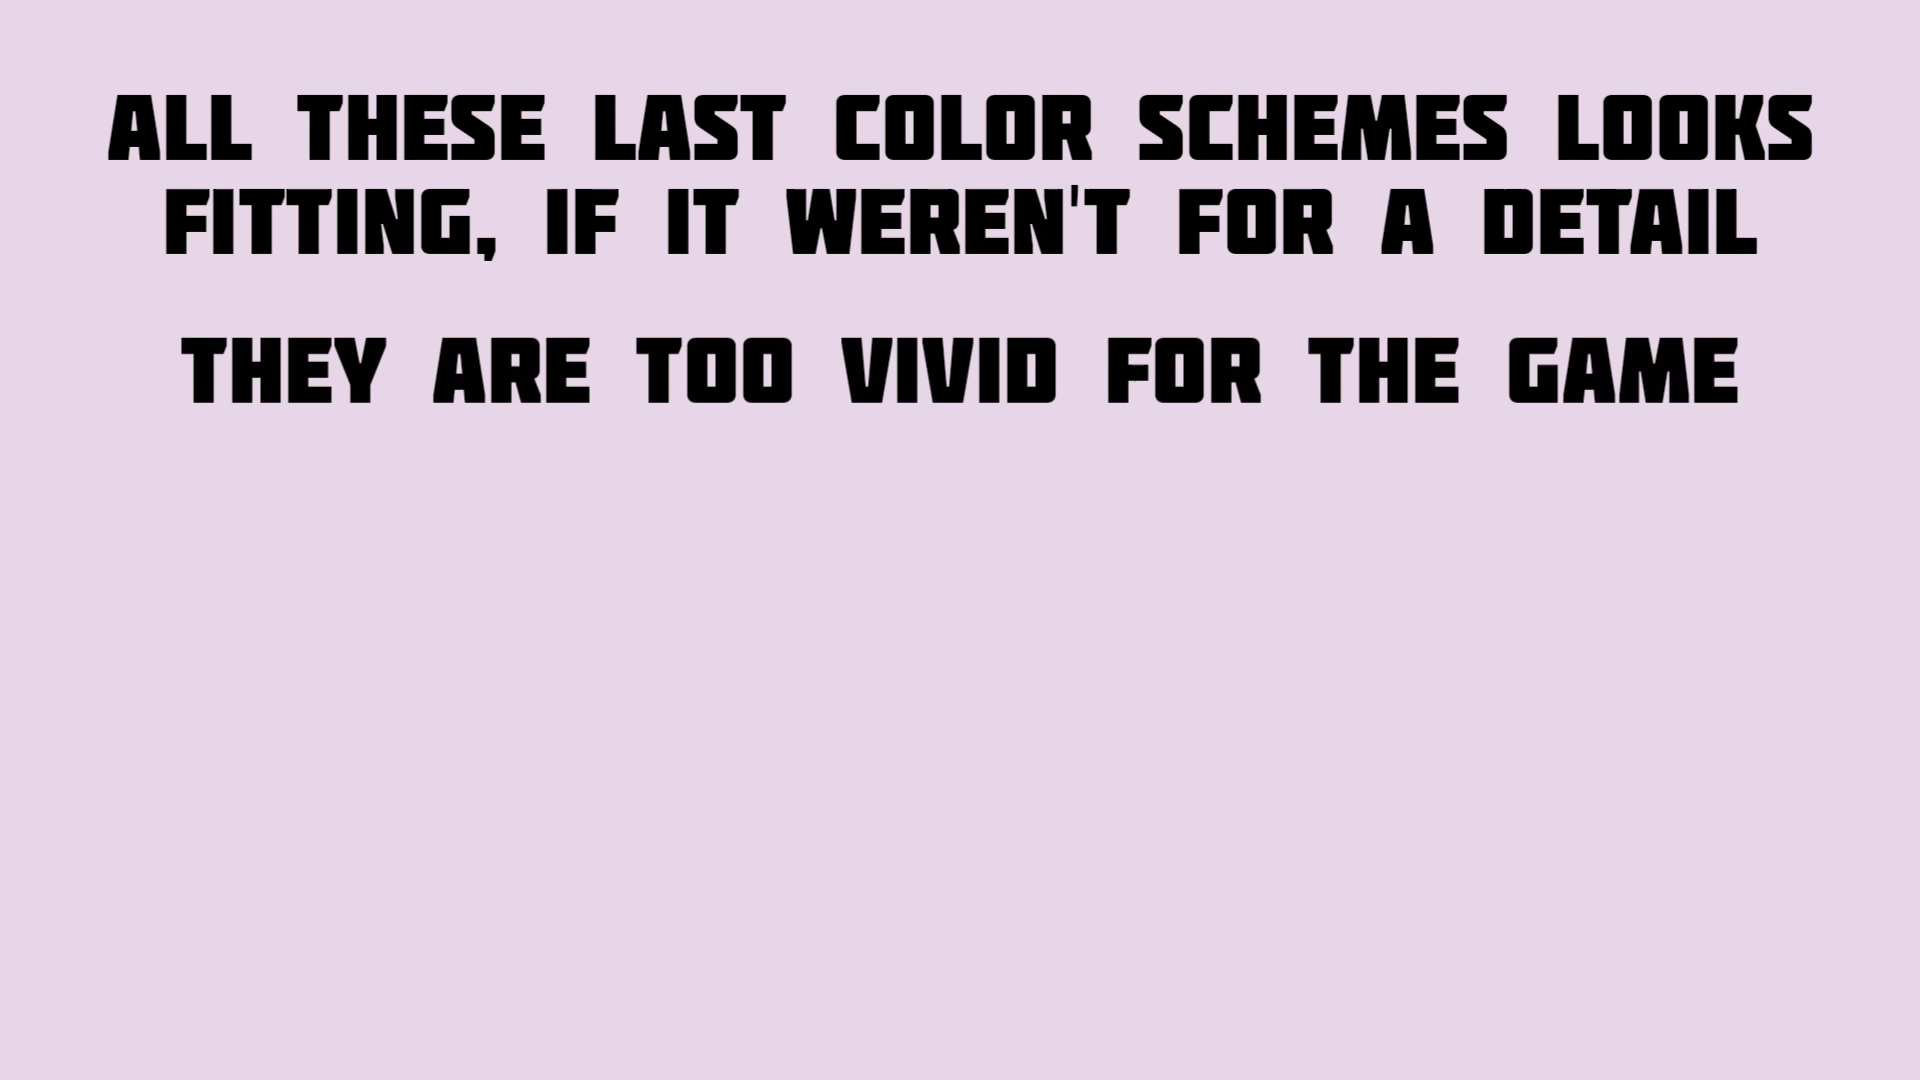 ALL THESE LAST COLOR SCHEMES LOOKS
FITTING, IF IT WEREN'T FOR A DETAIL
THEY ARE TOO VIVID FOR THE GAME